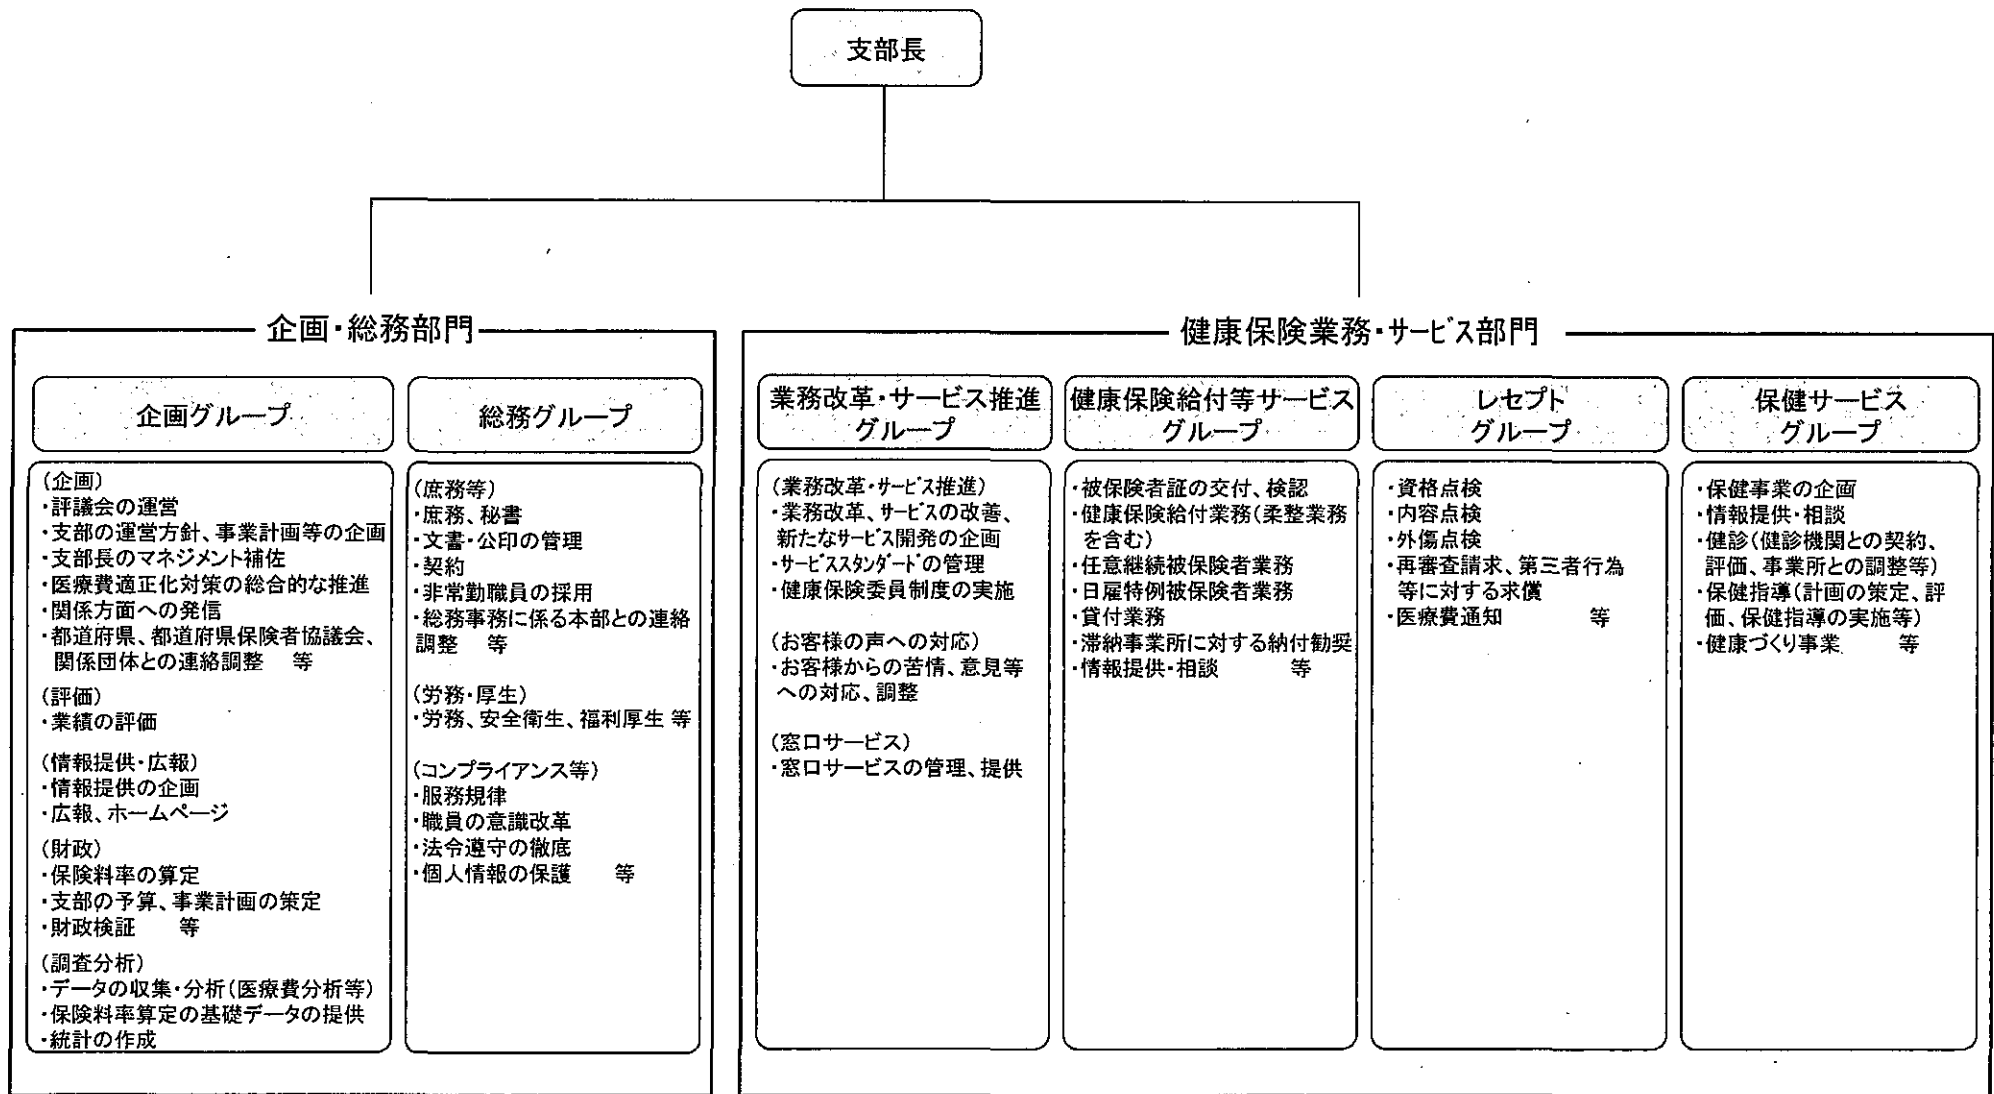 支部長
企画・総務部門
企画グループ
(企画)
・評議会の運営
・支部の運営方針、事業計画等の企画
・支部長のマネジメント補佐
・医療費適正化対策の総合的な推進
・関係方面への発信
・都道府県、都道府県保険者協議会、
関係団体との連絡調整 等
(評価)
・業績の評価
(情報提供・広報)
・情報提供の企画
・広報、ホームページ
(財政)
・保険料率の算定
・支部の予算、事業計画の策定
・財政検証 等
(調査分析)
・データの収集・分析(医療費分析等)
・保険料率算定の基礎データの提供
・統計の作成
総務グループ
(庶務等)
・庶務、秘書
・文書・公印の管理
・契約
・非常勤職員の採用
・総務事務に係る本部との連絡
調整 等
(労務・厚生)
・労務、安全衛生、福利厚生 等
(コンプライアンス等)
・服務規律
・職員の意識改革
・法令遵守の徹底
・個人情報の保護 等
健康保険業務・サービス部門
業務改革・サービス推進
グループ
(業務改革・サービス推進)
・業務改革、サービスの改善、
新たなサービス開発の企画
・サービススタンダードの管理
・健康保険委員制度の実施
(お客様の声への対応)
・お客様からの苦情、意見等
への対応、調整
(窓口サービス)
・窓口サービスの管理、提供
健康保険給付等サービス
グループ
・被保険者証の交付、検認
・健康保険給付業務(柔整業務
を含む)
・任意継続被保険者業務
・日雇特例被保険者業務
・貸付業務
・滞納事業所に対する納付勧奨
・情報提供・相談 等
レセプト
グループ
・資格点検
・内容点検
・外傷点検
・再審査請求、第三者行為
等に対する求償
・医療費通知 等
保健サービス
グループ
・保健事業の企画
・情報提供・相談
・健診(健診機関との契約、
評価、事業所との調整等)
・保健指導(計画の策定、評
価、保健指導の実施等)
・健康づくり事業 等